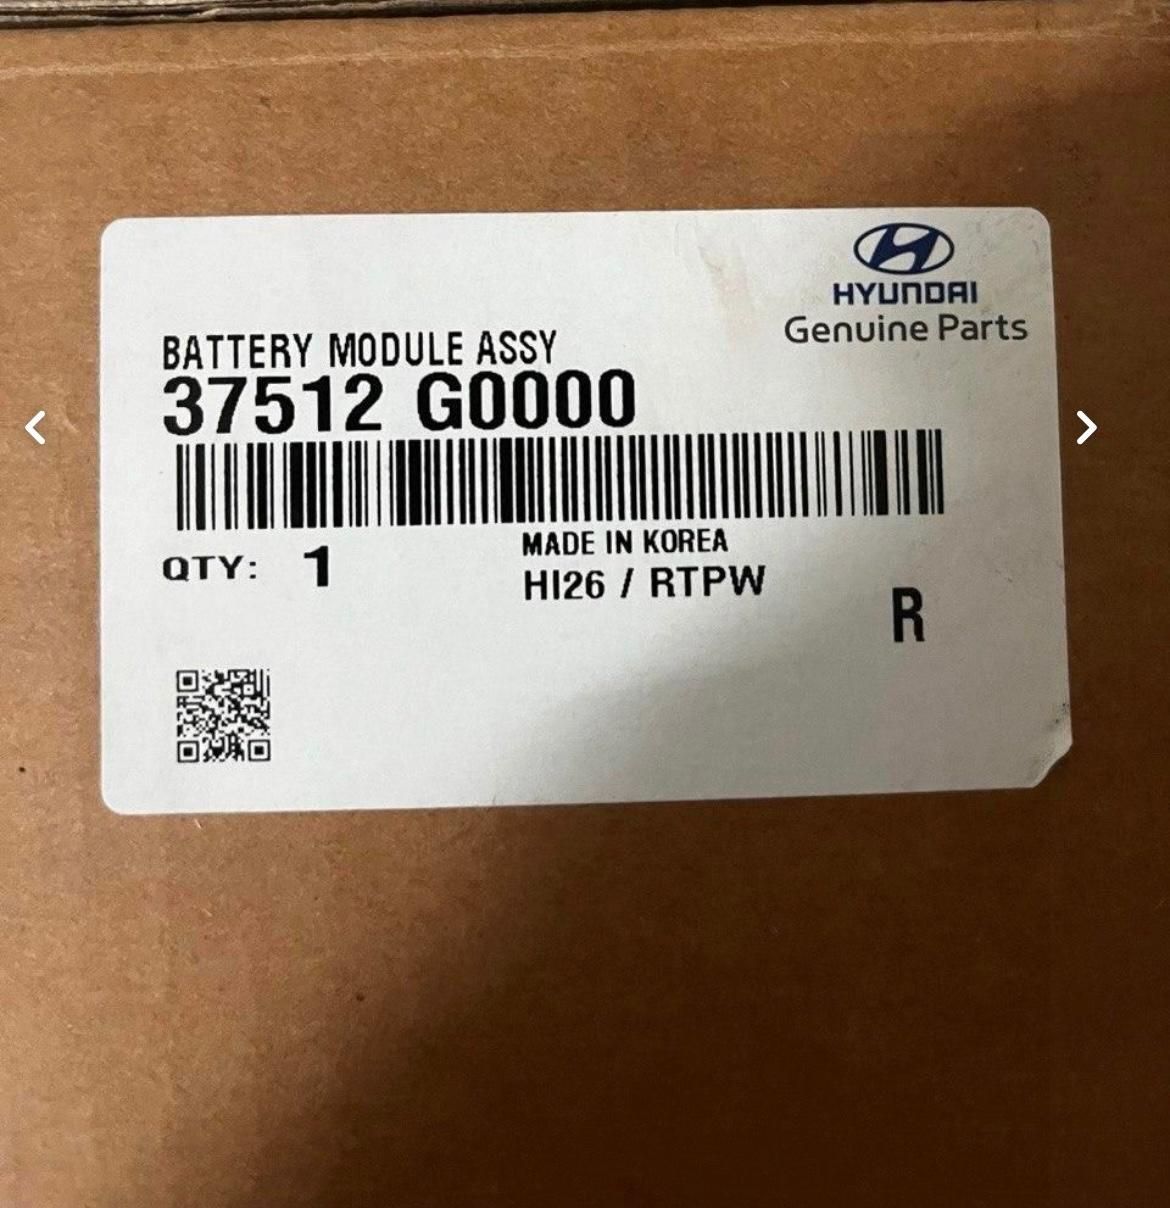 HYUNDAI
Genuine Parts
BATTERY MODULE ASSY
37512 G0000
QTY: 1
MADE IN KOREA
HI26 / RTPW
R